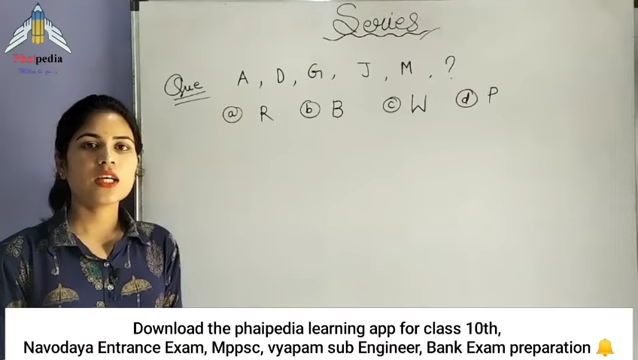 Series
Phaipedia
Que A, D, G, J, M, ?
ⓐ R ⓑ B ⓒ W ⓓ P
Download the phaipedia learning app for class 10th,
Navodaya Entrance Exam, Mppsc, vyapam sub Engineer, Bank Exam preparation 🔔